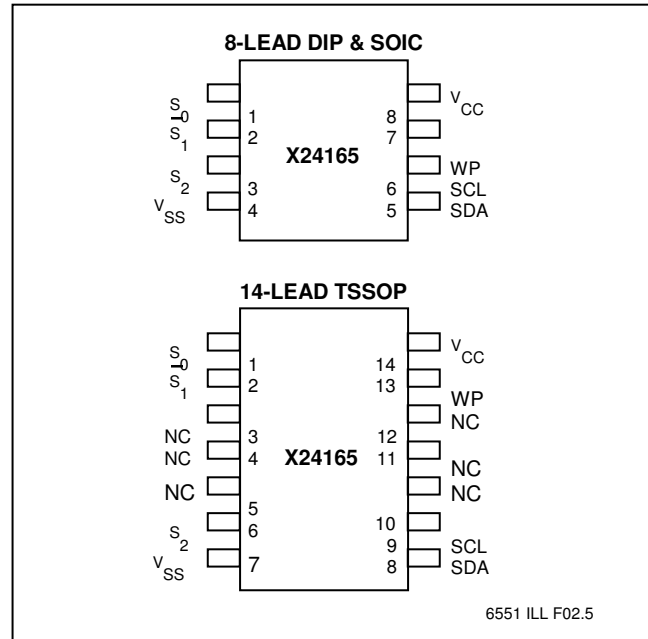 8-LEAD DIP & SOIC
S0 1 8 VCC
S1 2 7
X24165
WP
S2 3 6 SCL
VSS 4 5 SDA
14-LEAD TSSOP
S0 1 14 VCC
S1 2 13 WP
NC
NC 3 12
NC 4 X24165 11 NC
NC NC
5 10
S2 6 9 SCL
VSS 7 8 SDA
6551 ILL F02.5